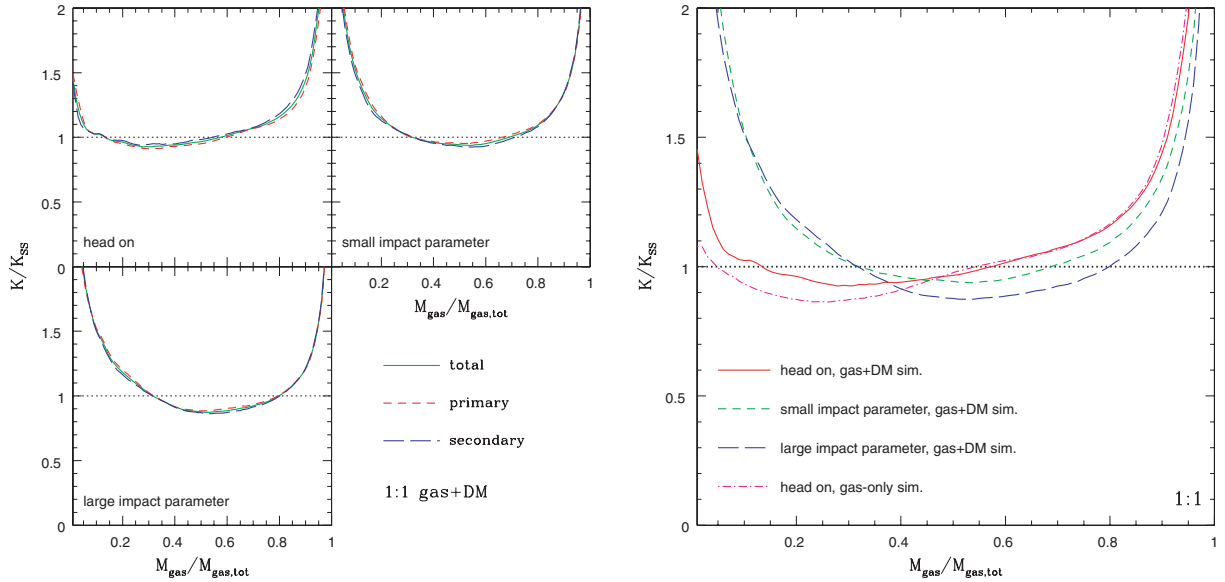 2
1.5
1
0.5
0
head on
small impact parameter
K/K_SS
2
1.5
1
0.5
0
large impact parameter
0.2 0.4 0.6 0.8 1
M_gas/M_gas,tot
0.2 0.4 0.6 0.8 1
M_gas/M_gas,tot
total
primary
secondary
1:1 gas+DM
2
1.5
1
0.5
0
K/K_SS
head on, gas+DM sim.
small impact parameter, gas+DM sim.
large impact parameter, gas+DM sim.
head on, gas-only sim.
1:1
0.2 0.4 0.6 0.8 1
M_gas/M_gas,tot